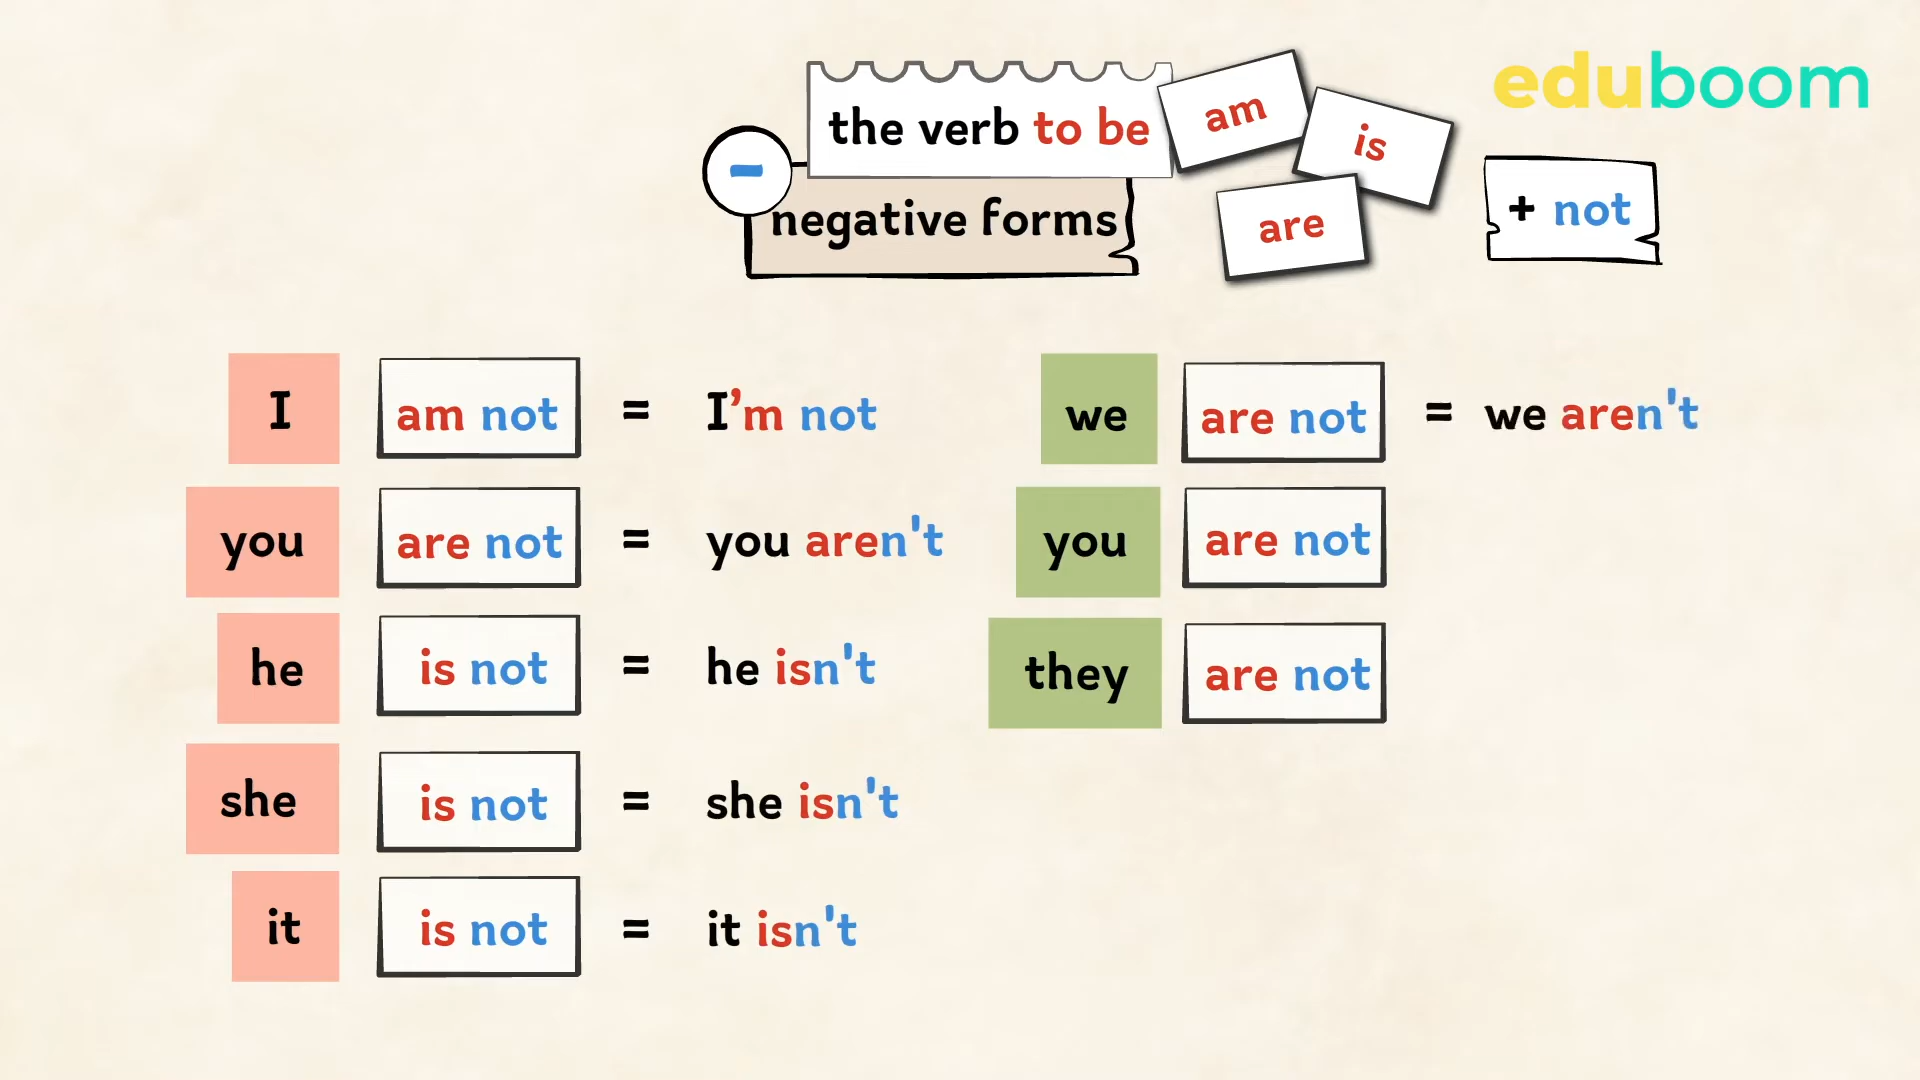 eduboom
the verb to be
am
is
are
- negative forms
+ not
I am not = I’m not
you are not = you aren't
he is not = he isn't
she is not = she isn't
it is not = it isn't
we are not = we aren't
you are not
they are not